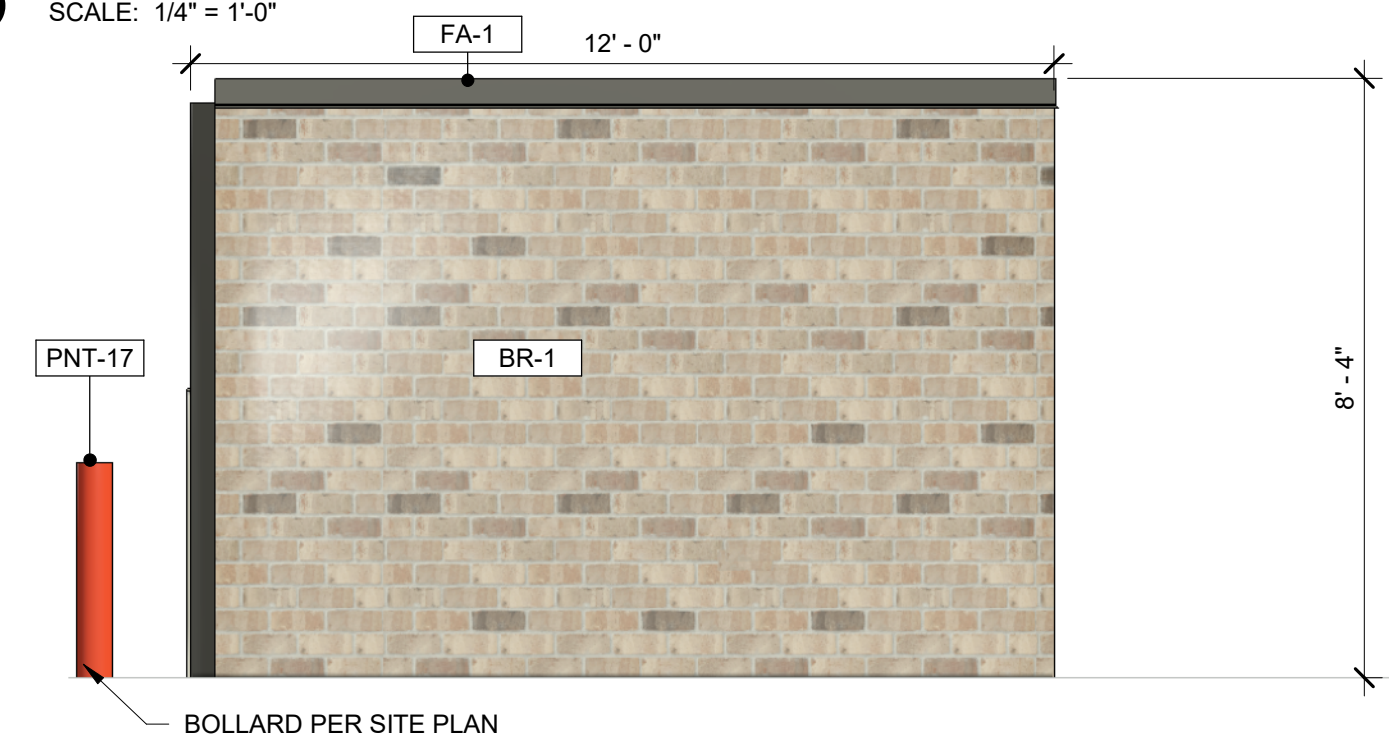 SCALE: 1/4" = 1'-0"
FA-1
12' - 0"
PNT-17
BR-1
8' - 4"
BOLLARD PER SITE PLAN